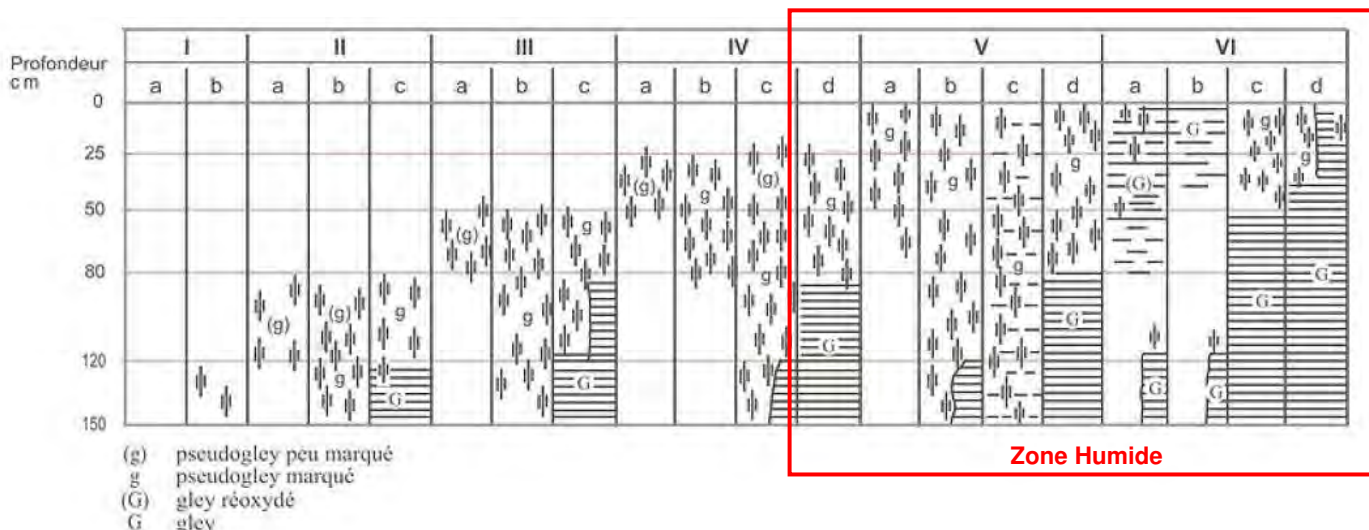 I II III IV V VI
Profondeur
cm
a b a b c a b c a b c d a b c d a b c d
0
g g g G g g
25
(g) g (g) g g g (G)
50
(g) g g
80
(g) (g) g g g G G G
120
g G G G G G G
150
Zone Humide
(g) pseudogley peu marqué
g pseudogley marqué
(G) gley réoxydé
G gley